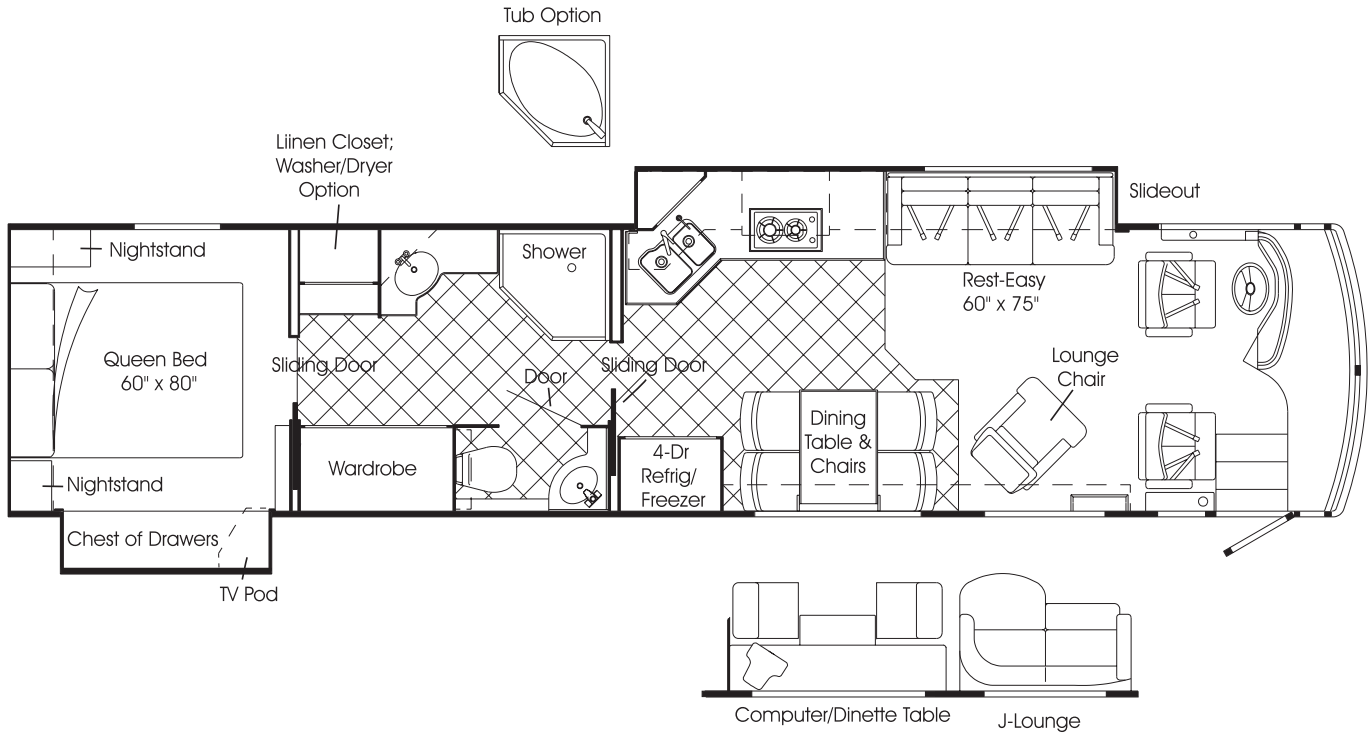 Tub Option
Liinen Closet;
Washer/Dryer
Option
Slideout
Nightstand
Shower
Rest-Easy
60" x 75"
Queen Bed
60" x 80"
Sliding Door
Door
Sliding Door
Lounge
Chair
Dining
Table &
Chairs
Wardrobe
4-Dr
Refrig/
Freezer
Nightstand
Chest of Drawers
TV Pod
Computer/Dinette Table
J-Lounge